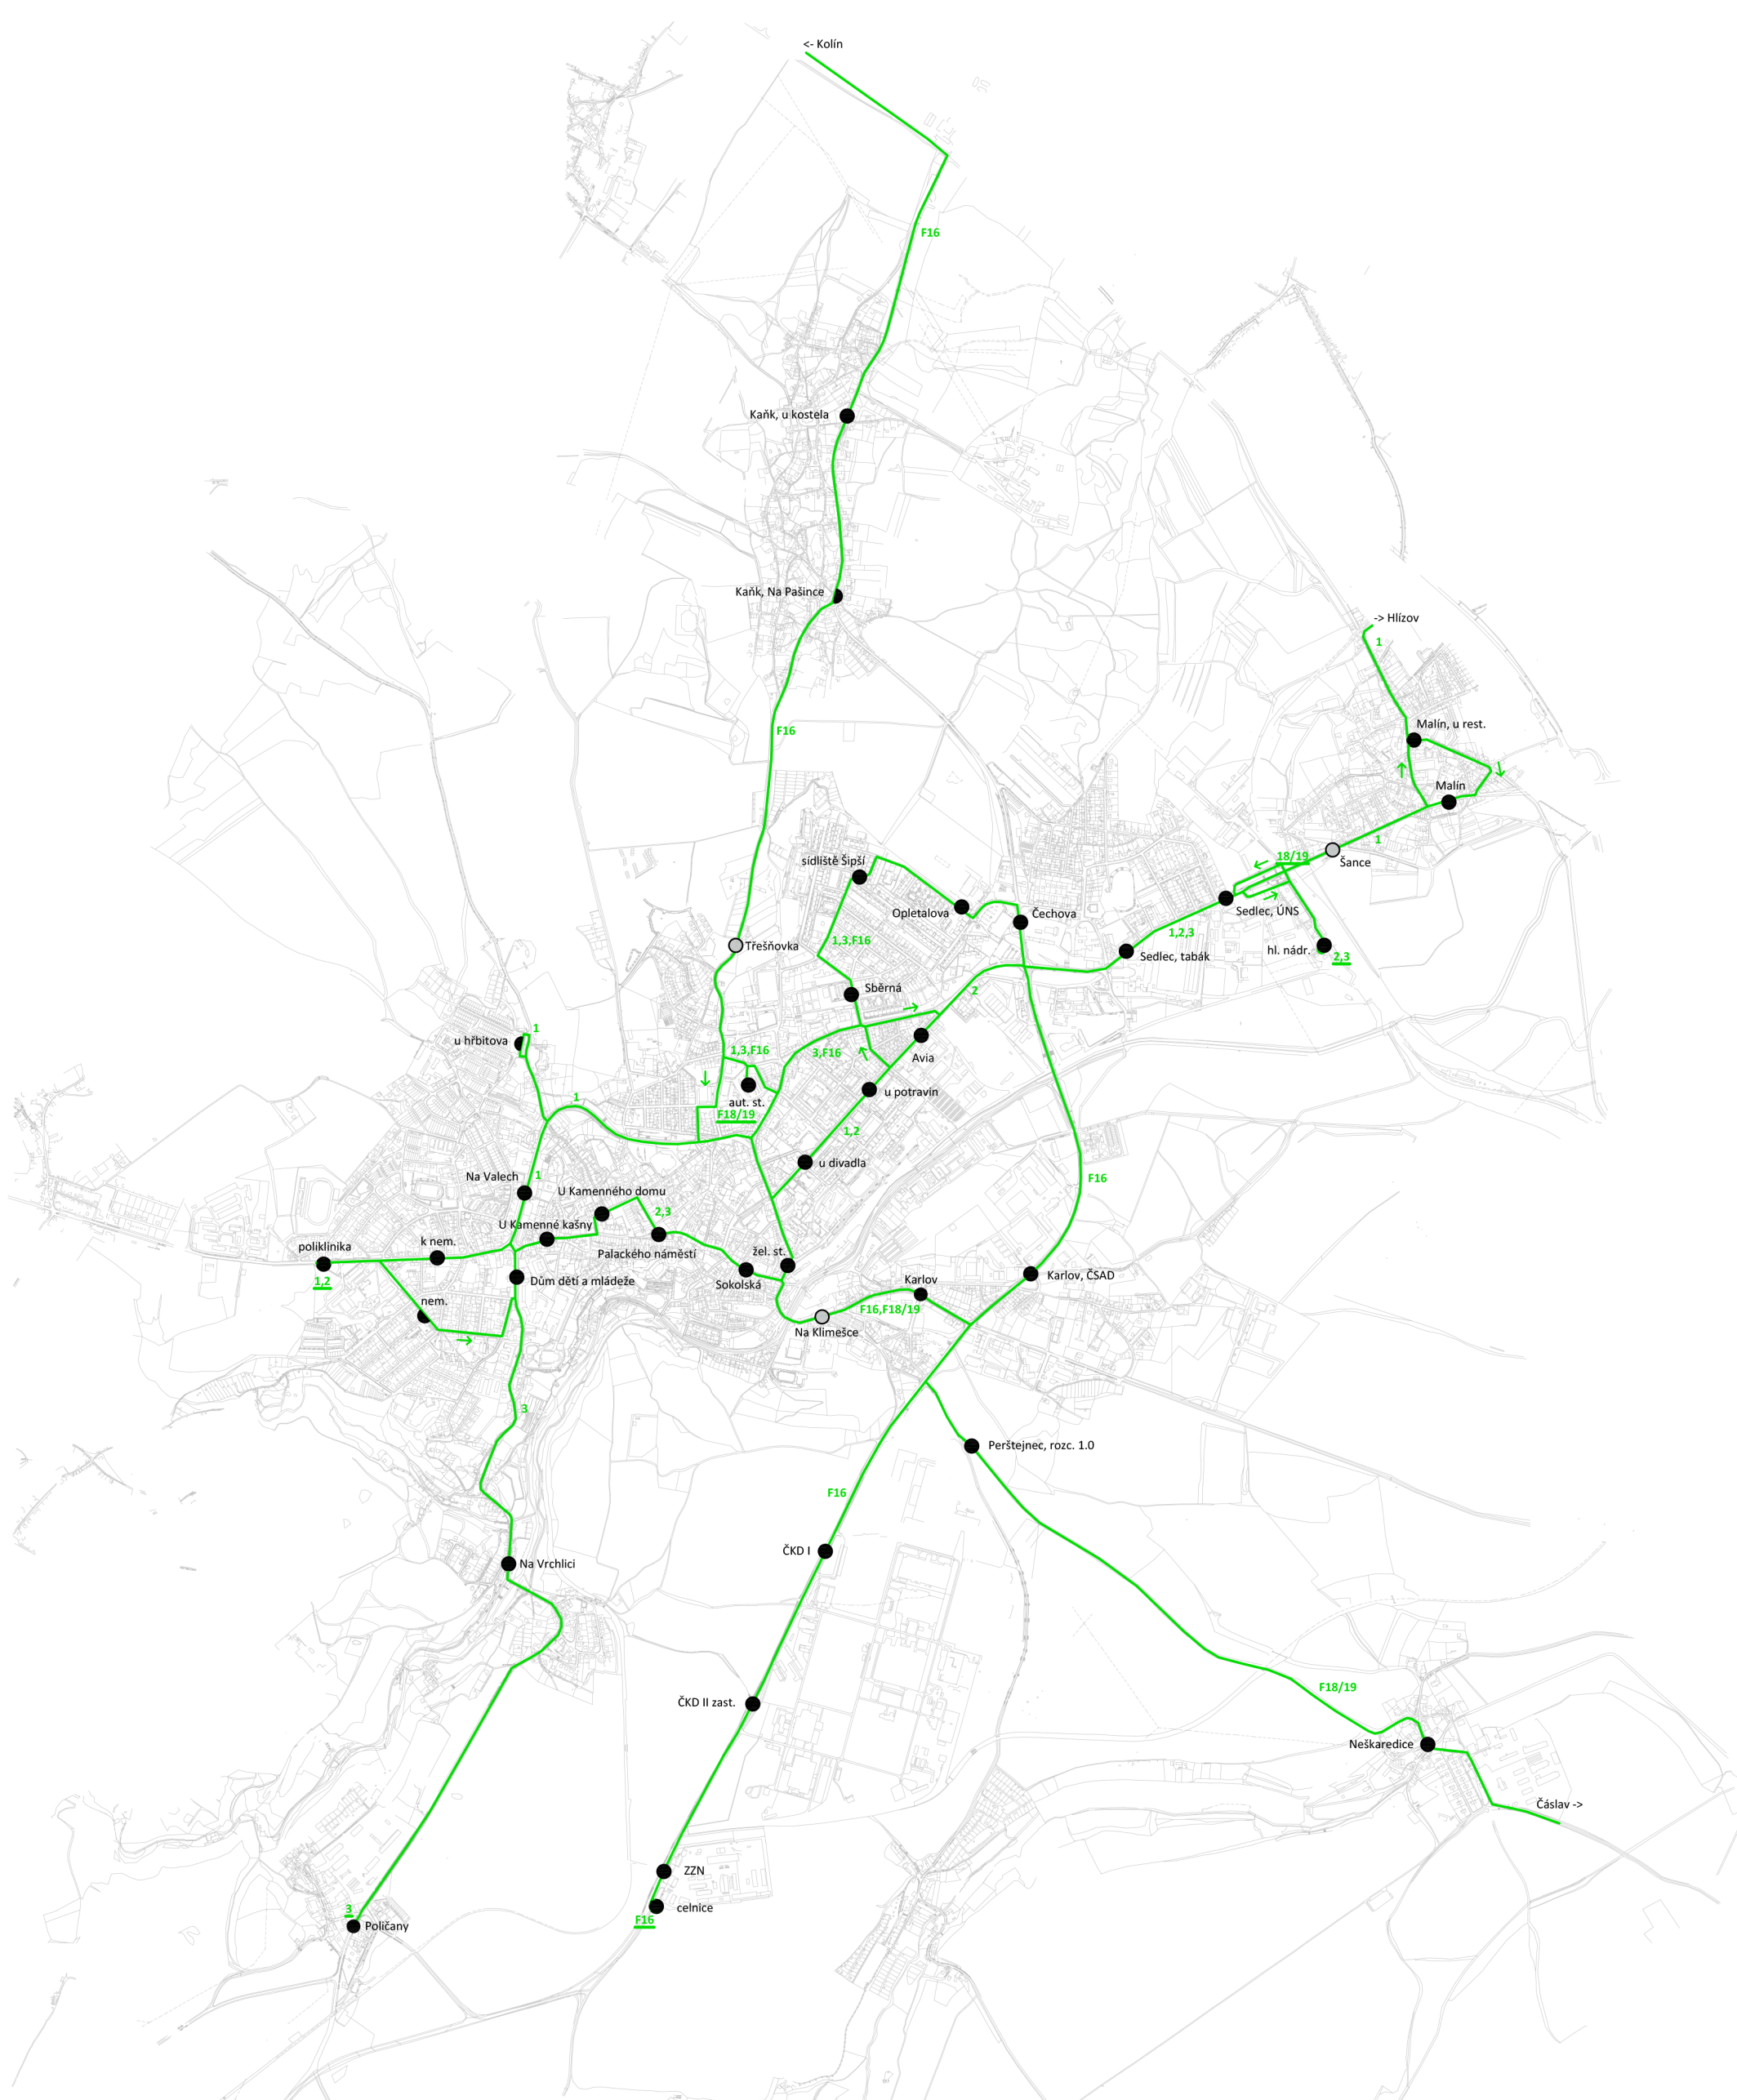 <- Kolín
F16
Kaňk, u kostela
Kaňk, Na Pašince
-> Hlízov
1
Malín, u rest.
F16
Malín
1
18/19
Šance
sídliště Šipší
Opletalova
Čechova
Sedlec, ÚNS
1,2,3
1,3,F16
Třešňovka
hl. nádr.
2,3
Sedlec, tabák
Sběrná
2
1
u hřbitova
1,3,F16
3,F16
Avia
u potravin
1
aut. st.
F18/19
1,2
u divadla
Na Valech
1
F16
U Kamenného domu
2,3
U Kamenné kašny
k nem.
poliklinika
Palackého náměstí
žel. st.
1,2
Dům dětí a mládeže
Sokolská
Karlov
Karlov, ČSAD
nem.
F16,F18/19
Na Klimešce
3
Perštejnec, rozc. 1.0
F16
ČKD I
Na Vrchlici
F18/19
ČKD II zast.
Neškaredice
Čáslav ->
ZZN
3
celnice
F16
Poličany